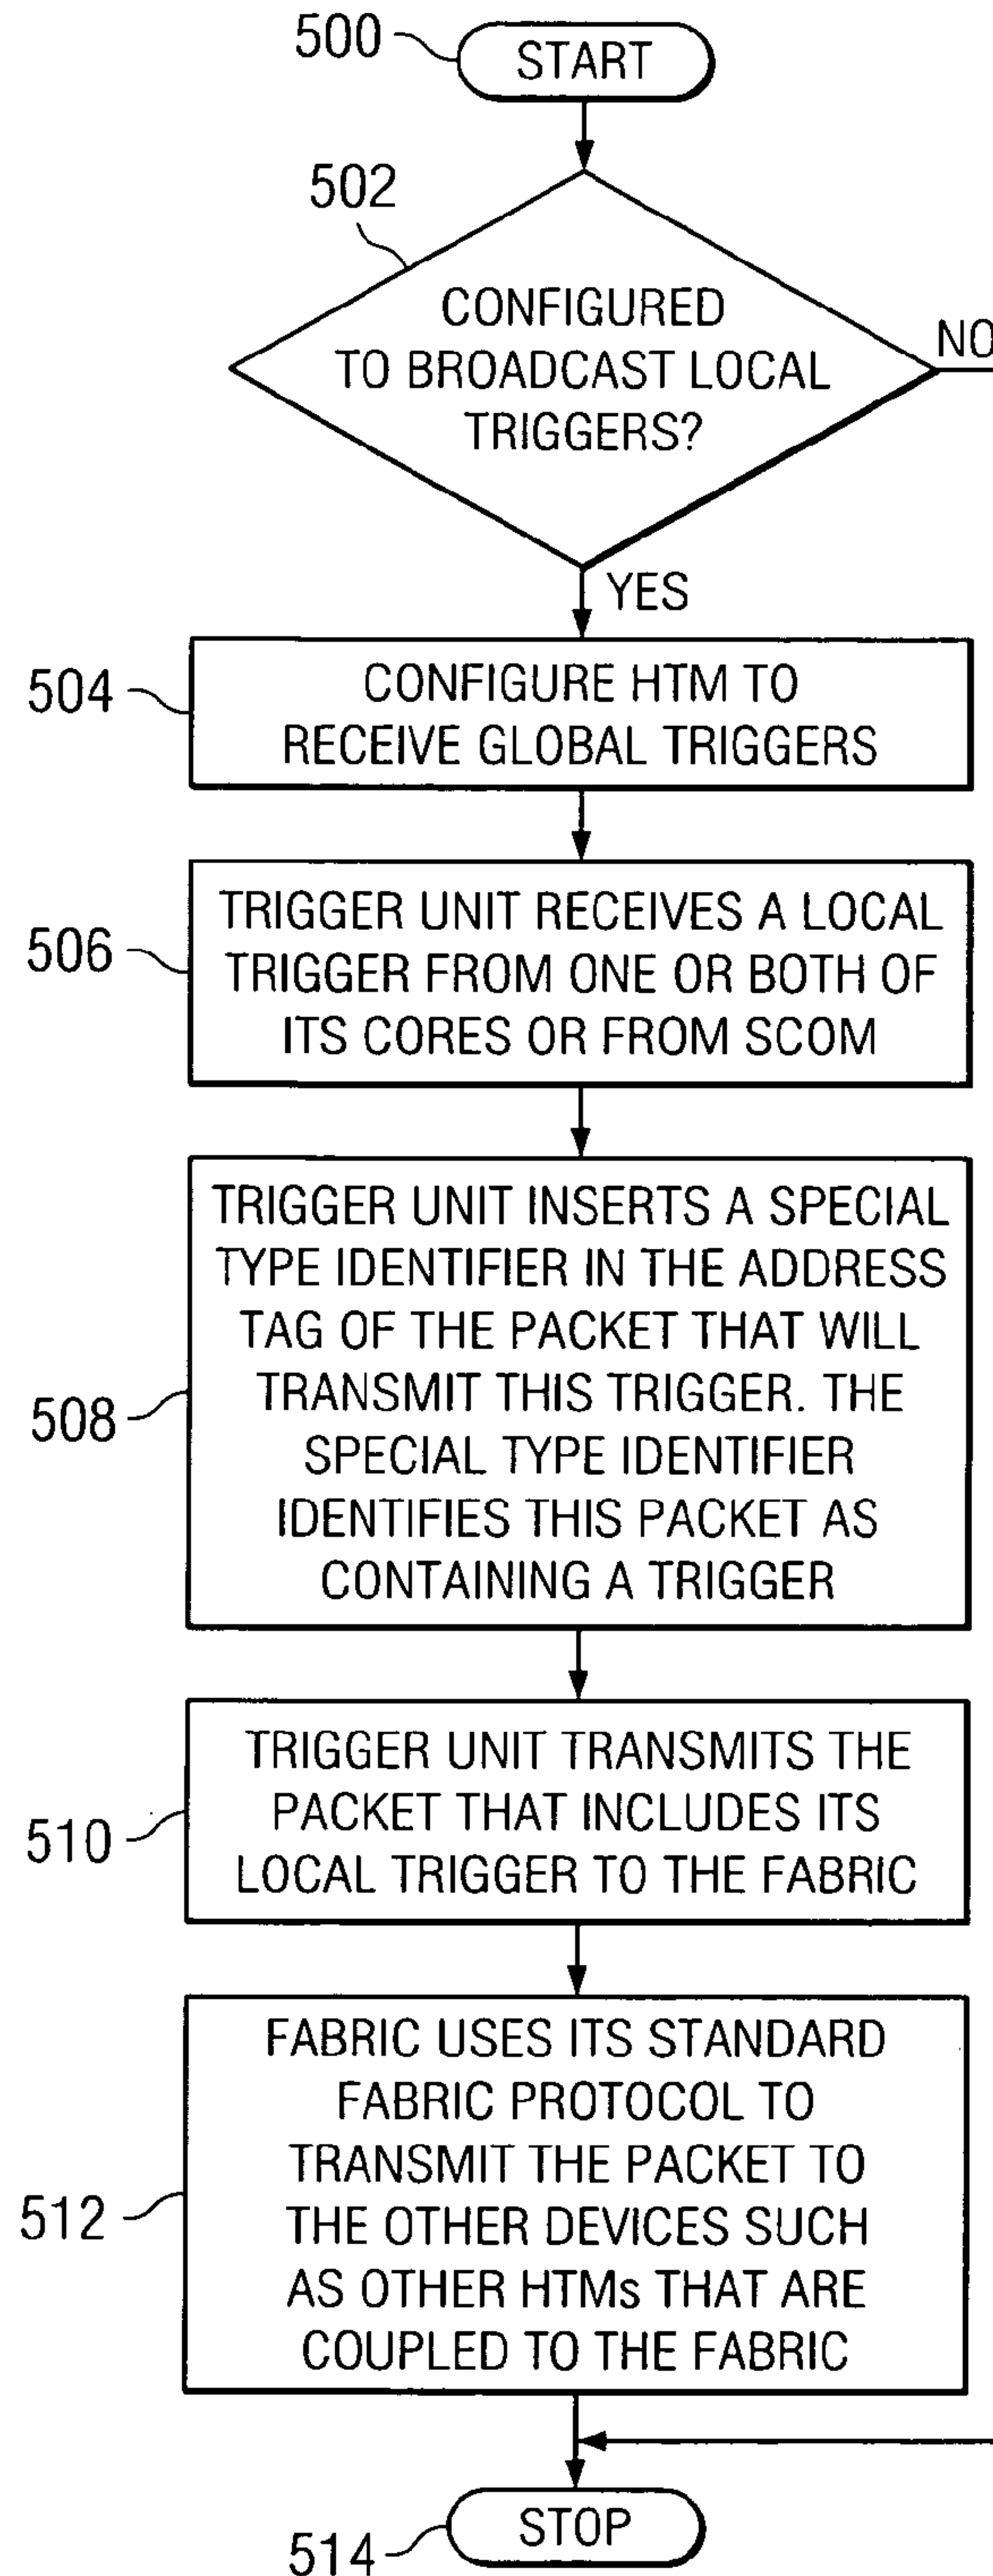 500
START
502
CONFIGURED
TO BROADCAST LOCAL
TRIGGERS?
NO
YES
504
CONFIGURE HTM TO
RECEIVE GLOBAL TRIGGERS
506
TRIGGER UNIT RECEIVES A LOCAL
TRIGGER FROM ONE OR BOTH OF
ITS CORES OR FROM SCOM
508
TRIGGER UNIT INSERTS A SPECIAL
TYPE IDENTIFIER IN THE ADDRESS
TAG OF THE PACKET THAT WILL
TRANSMIT THIS TRIGGER. THE
SPECIAL TYPE IDENTIFIER
IDENTIFIES THIS PACKET AS
CONTAINING A TRIGGER
510
TRIGGER UNIT TRANSMITS THE
PACKET THAT INCLUDES ITS
LOCAL TRIGGER TO THE FABRIC
512
FABRIC USES ITS STANDARD
FABRIC PROTOCOL TO
TRANSMIT THE PACKET TO
THE OTHER DEVICES SUCH
AS OTHER HTMs THAT ARE
COUPLED TO THE FABRIC
514
STOP